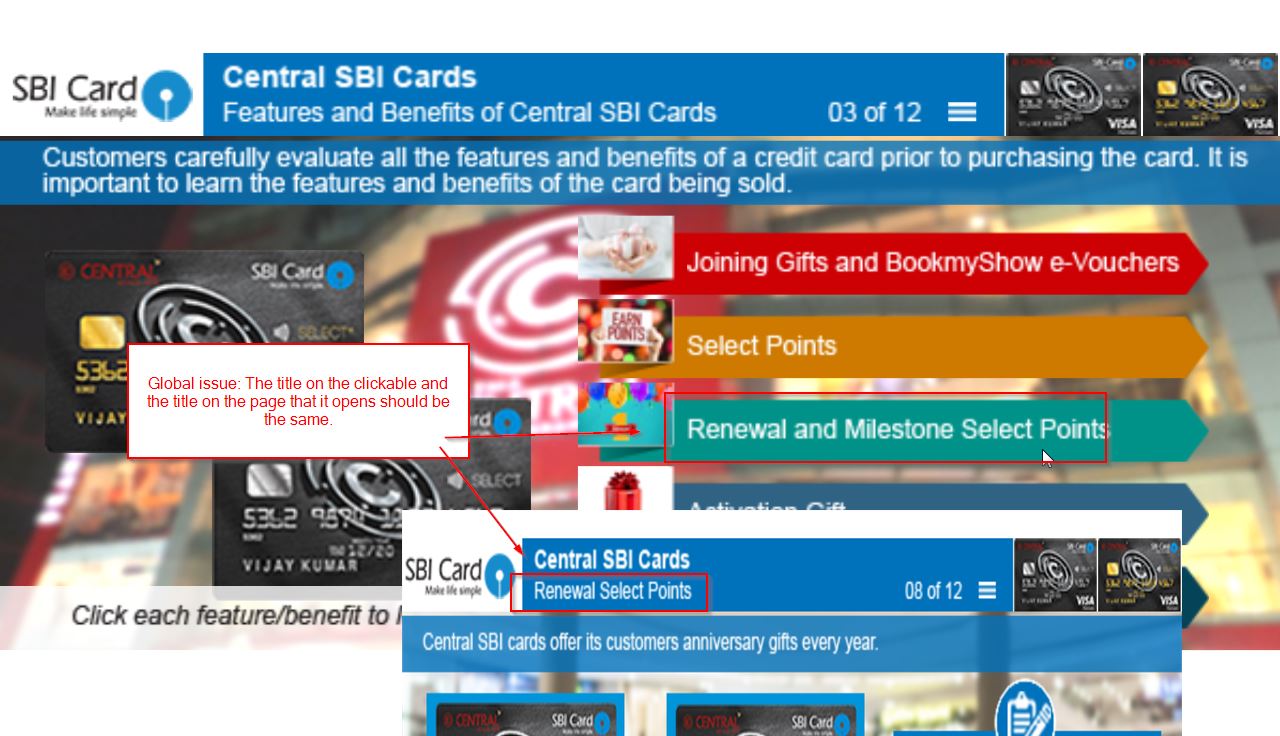 SBI Card
Make life simple
Central SBI Cards
Features and Benefits of Central SBI Cards
03 of 12
VISA
VISA
Customers carefully evaluate all the features and benefits of a credit card prior to purchasing the card. It is
important to learn the features and benefits of the card being sold.
CENTRAL
SBI Card
SELECT
5362
VIJAY
Joining Gifts and BookmyShow e-Vouchers
EARN
POINTS
Select Points
Renewal and Milestone Select Points
Activation Gift
Global issue: The title on the clickable and
the title on the page that it opens should be
the same.
SELECT
5362
12/20
VIJAY KUMAR
Click each feature/benefit to
SBI Card
Make life simple
Central SBI Cards
Renewal Select Points
08 of 12
VISA
VISA
Central SBI cards offer its customers anniversary gifts every year.
CENTRAL
SBI Card
CENTRAL
SBI Card